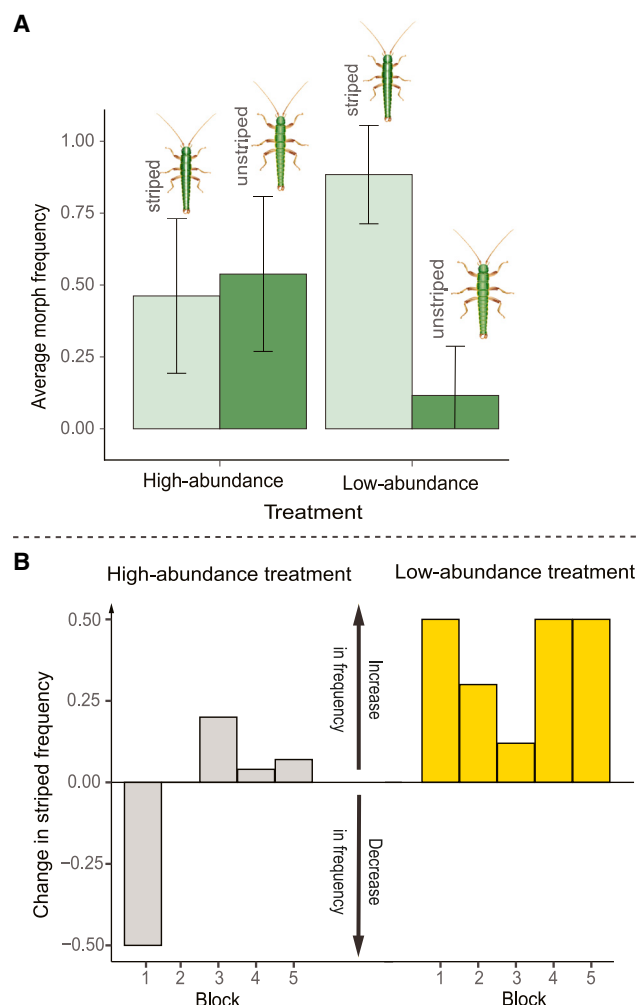 A
striped
unstriped
striped
unstriped
Average morph frequency
1.00
0.75
0.50
0.25
0.00
High-abundance
Low-abundance
Treatment
B
High-abundance treatment
Low-abundance treatment
Change in striped frequency
0.50
0.25
0.00
−0.25
−0.50
Increase
in frequency
Decrease
in frequency
1 2 3 4 5
Block
1 2 3 4 5
Block